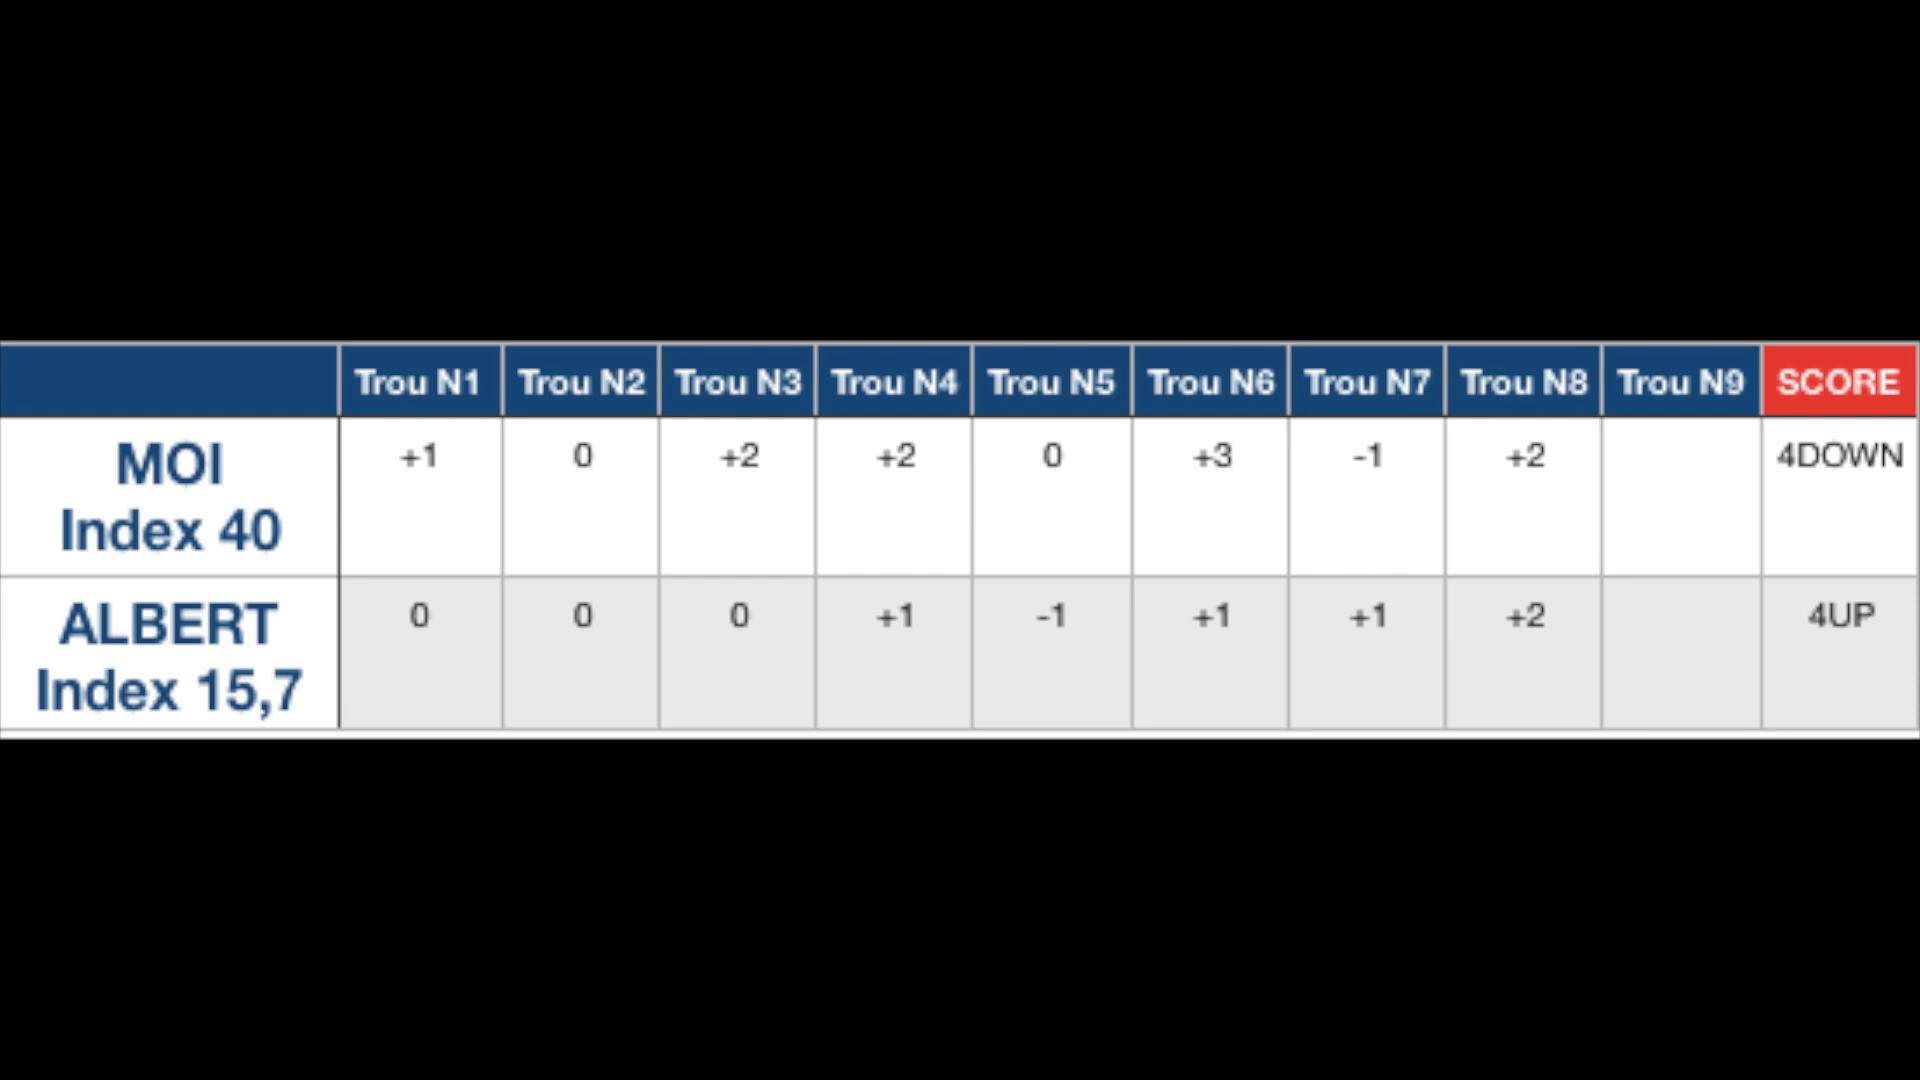 Trou N1 Trou N2 Trou N3 Trou N4 Trou N5 Trou N6 Trou N7 Trou N8 Trou N9 SCORE
MOI +1 0 +2 +2 0 +3 -1 +2 4DOWN
Index 40
ALBERT 0 0 0 +1 -1 +1 +1 +2 4UP
Index 15,7